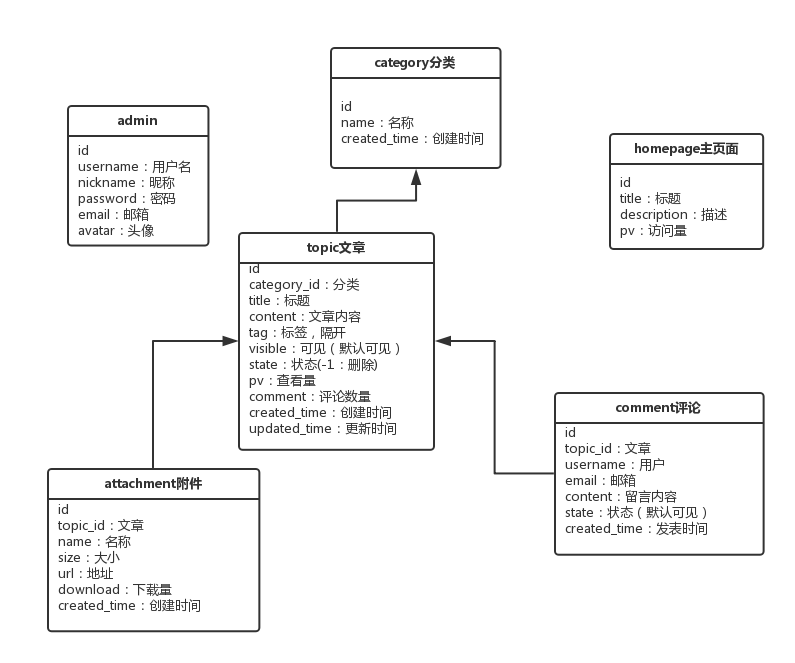 category分类
id
name：名称
created_time：创建时间
admin
id
username：用户名
nickname：昵称
password：密码
email：邮箱
avatar：头像
homepage主页面
id
title：标题
description：描述
pv：访问量
topic文章
id
category_id：分类
title：标题
content：文章内容
tag：标签，隔开
visible：可见（默认可见）
state：状态(-1：删除)
pv：查看量
comment：评论数量
created_time：创建时间
updated_time：更新时间
comment评论
id
topic_id：文章
username：用户
email：邮箱
content：留言内容
state：状态（默认可见）
created_time：发表时间
attachment附件
id
topic_id：文章
name：名称
size：大小
url：地址
download：下载量
created_time：创建时间